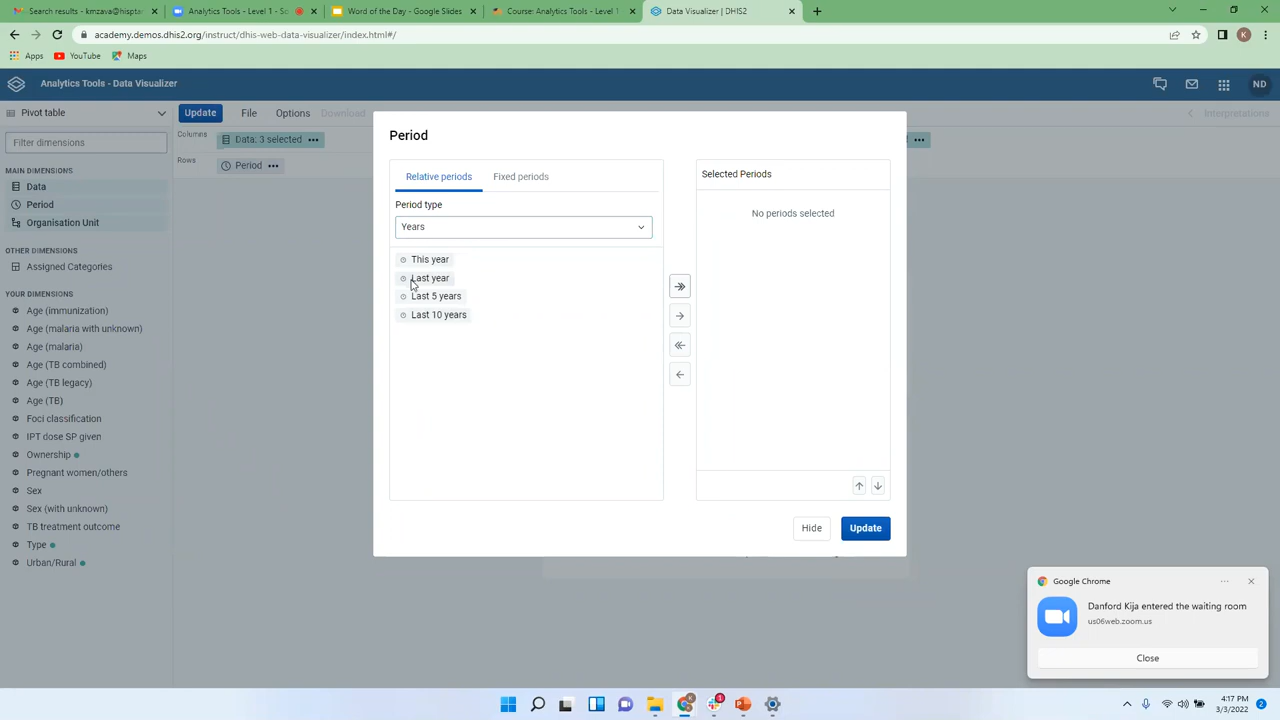 Search results - kmzava@hisptan
Analytics Tools - Level 1 - S
Word of the Day - Google Slides
Course: Analytics Tools - Level 1
Data Visualizer | DHIS2
academy.demos.dhis2.org/instruct/dhis-web-data-visualizer/index.html#/
K
Apps
YouTube
Maps
Analytics Tools - Data Visualizer
ND
Pivot table
Update
File
Options
Download
Interpretations
Filter dimensions
Columns
Data: 3 selected
Rows
Period
MAIN DIMENSIONS
Data
Period
Organisation Unit
OTHER DIMENSIONS
Assigned Categories
YOUR DIMENSIONS
Age (immunization)
Age (malaria with unknown)
Age (malaria)
Age (TB combined)
Age (TB legacy)
Age (TB)
Foci classification
IPT dose SP given
Ownership
Pregnant women/others
Sex
Sex (with unknown)
TB treatment outcome
Type
Urban/Rural
Period
Relative periods
Fixed periods
Period type
Years
This year
Last year
Last 5 years
Last 10 years
Selected Periods
No periods selected
Hide
Update
Google Chrome
Danford Kija entered the waiting room
us06web.zoom.us
Close
4:17 PM
3/3/2022